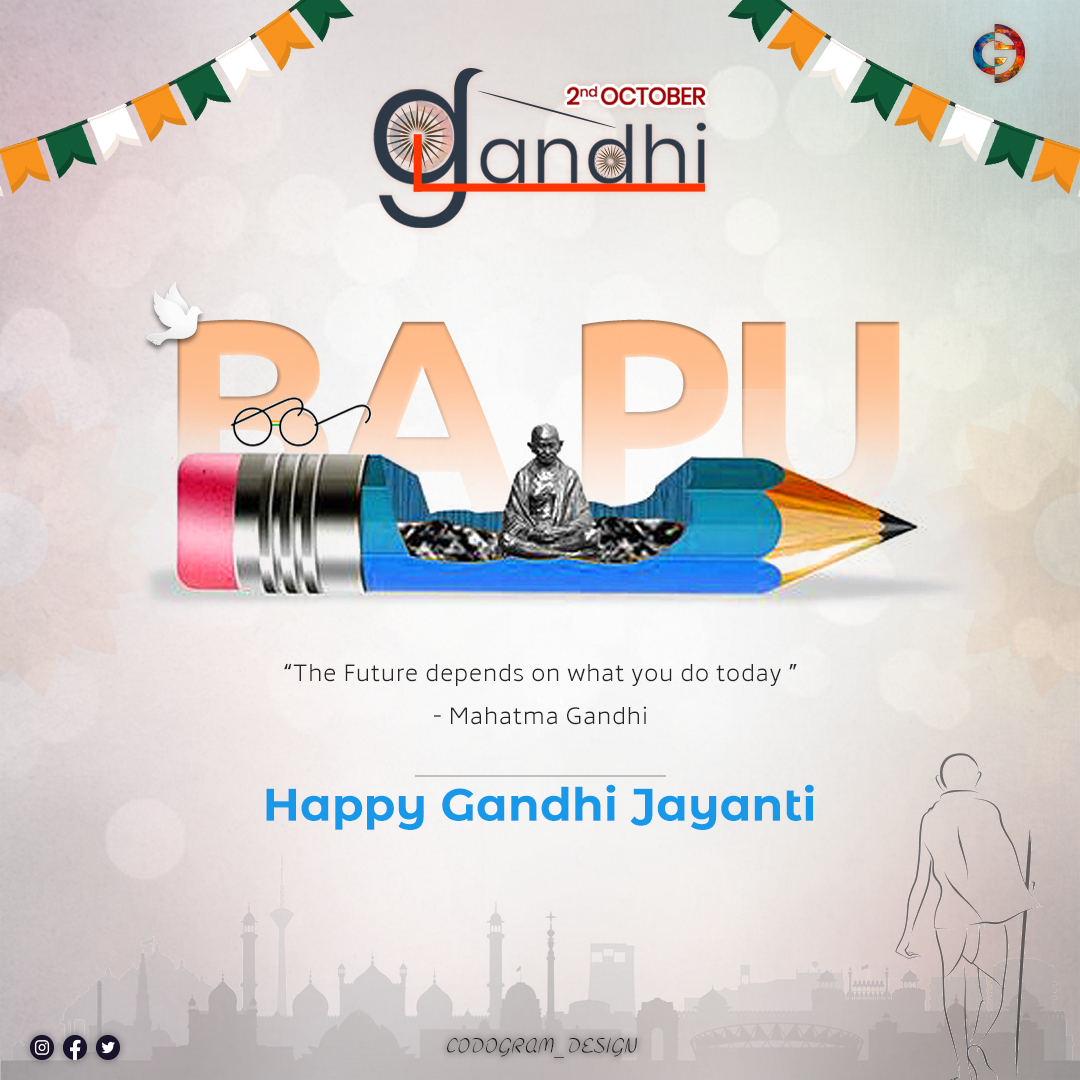 2nd OCTOBER
gandhi
BAPU
“The Future depends on what you do today ”
- Mahatma Gandhi
Happy Gandhi Jayanti
CODOGRAM_DESIGN